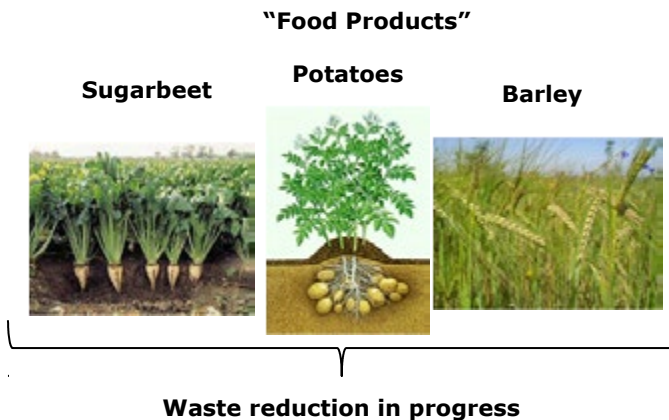 “Food Products”
Sugarbeet
Potatoes
Barley
Waste reduction in progress